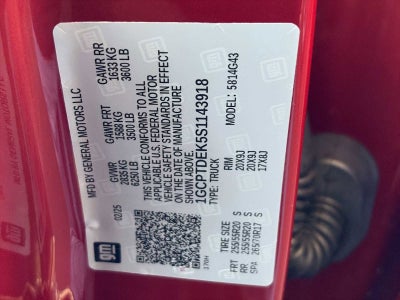 MFD BY GENERAL MOTORS LLC
02/25 GVWR GAWR FRT GAWR RR
2835 KG 1588 KG 1633 KG
6250 LB 3500 LB 3600 LB
THIS VEHICLE CONFORMS TO ALL
APPLICABLE U.S. FEDERAL MOTOR
VEHICLE SAFETY STANDARDS IN EFFECT
ON THE DATE OF MANUFACTURE
SHOWN ABOVE.
1GCPTDEK5S1143918
TYPE: TRUCK MODEL: 5814G43
TIRE SIZE RIM
FRT 255/55R20 S 20X9J
RR 255/55R20 S 20X9J
SPA 265/70R17 S 17X8J
gm